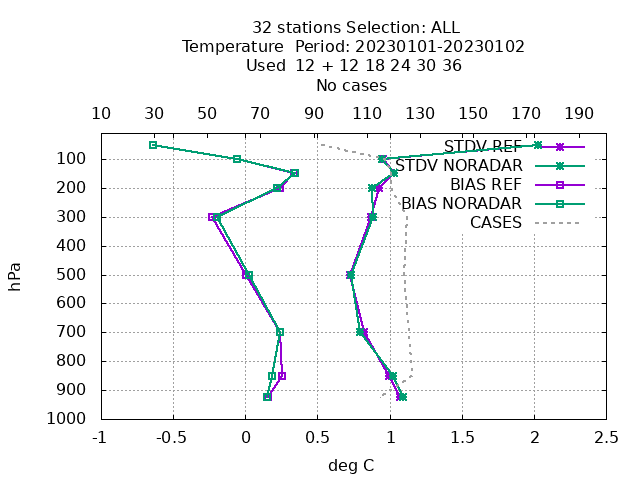 32 stations Selection: ALL
Temperature  Period: 20230101-20230102
Used  12 + 12 18 24 30 36
No cases
10 30 50 70 90 110 130 150 170 190
STDV REF
STDV NORADAR
BIAS REF
BIAS NORADAR
CASES
hPa
100
200
300
400
500
600
700
800
900
1000
-1 -0.5 0 0.5 1 1.5 2 2.5
deg C